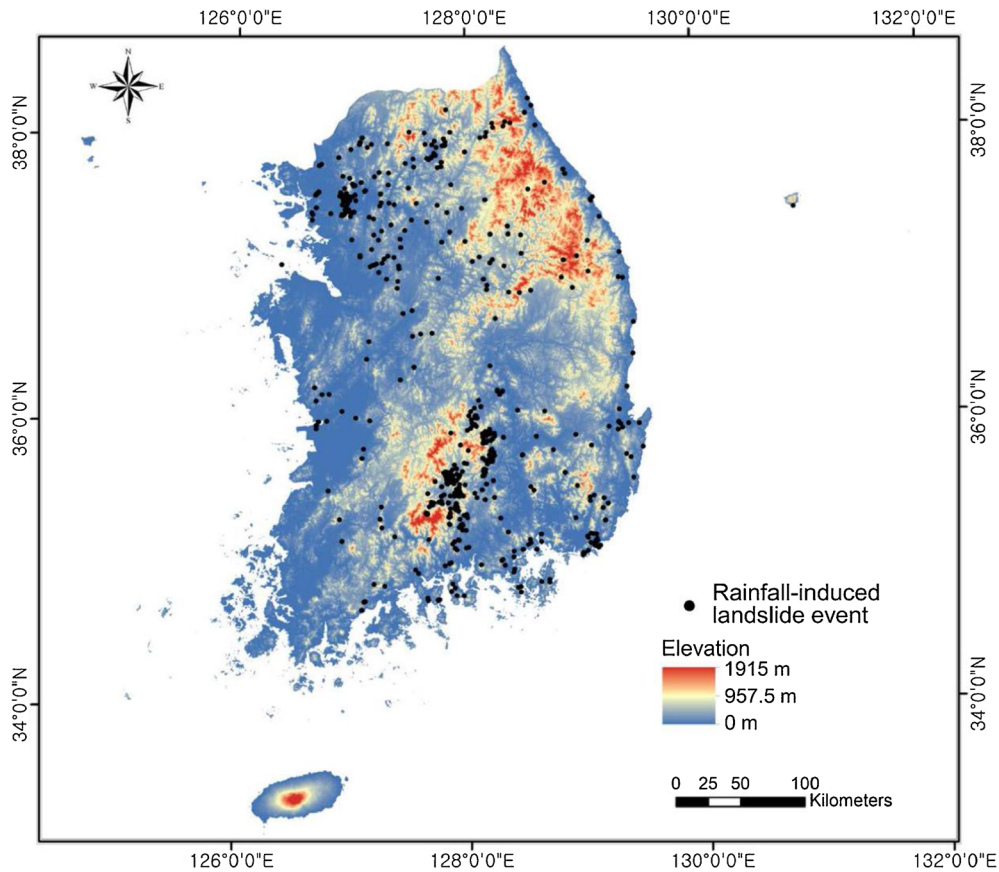 126°0'0"E 128°0'0"E 130°0'0"E 132°0'0"E
N
W E
S
38°0'0"N 38°0'0"N
36°0'0"N 36°0'0"N
34°0'0"N 34°0'0"N
Rainfall-induced
landslide event
Elevation
1915 m
957.5 m
0 m
0 25 50 100
Kilometers
126°0'0"E 128°0'0"E 130°0'0"E 132°0'0"E